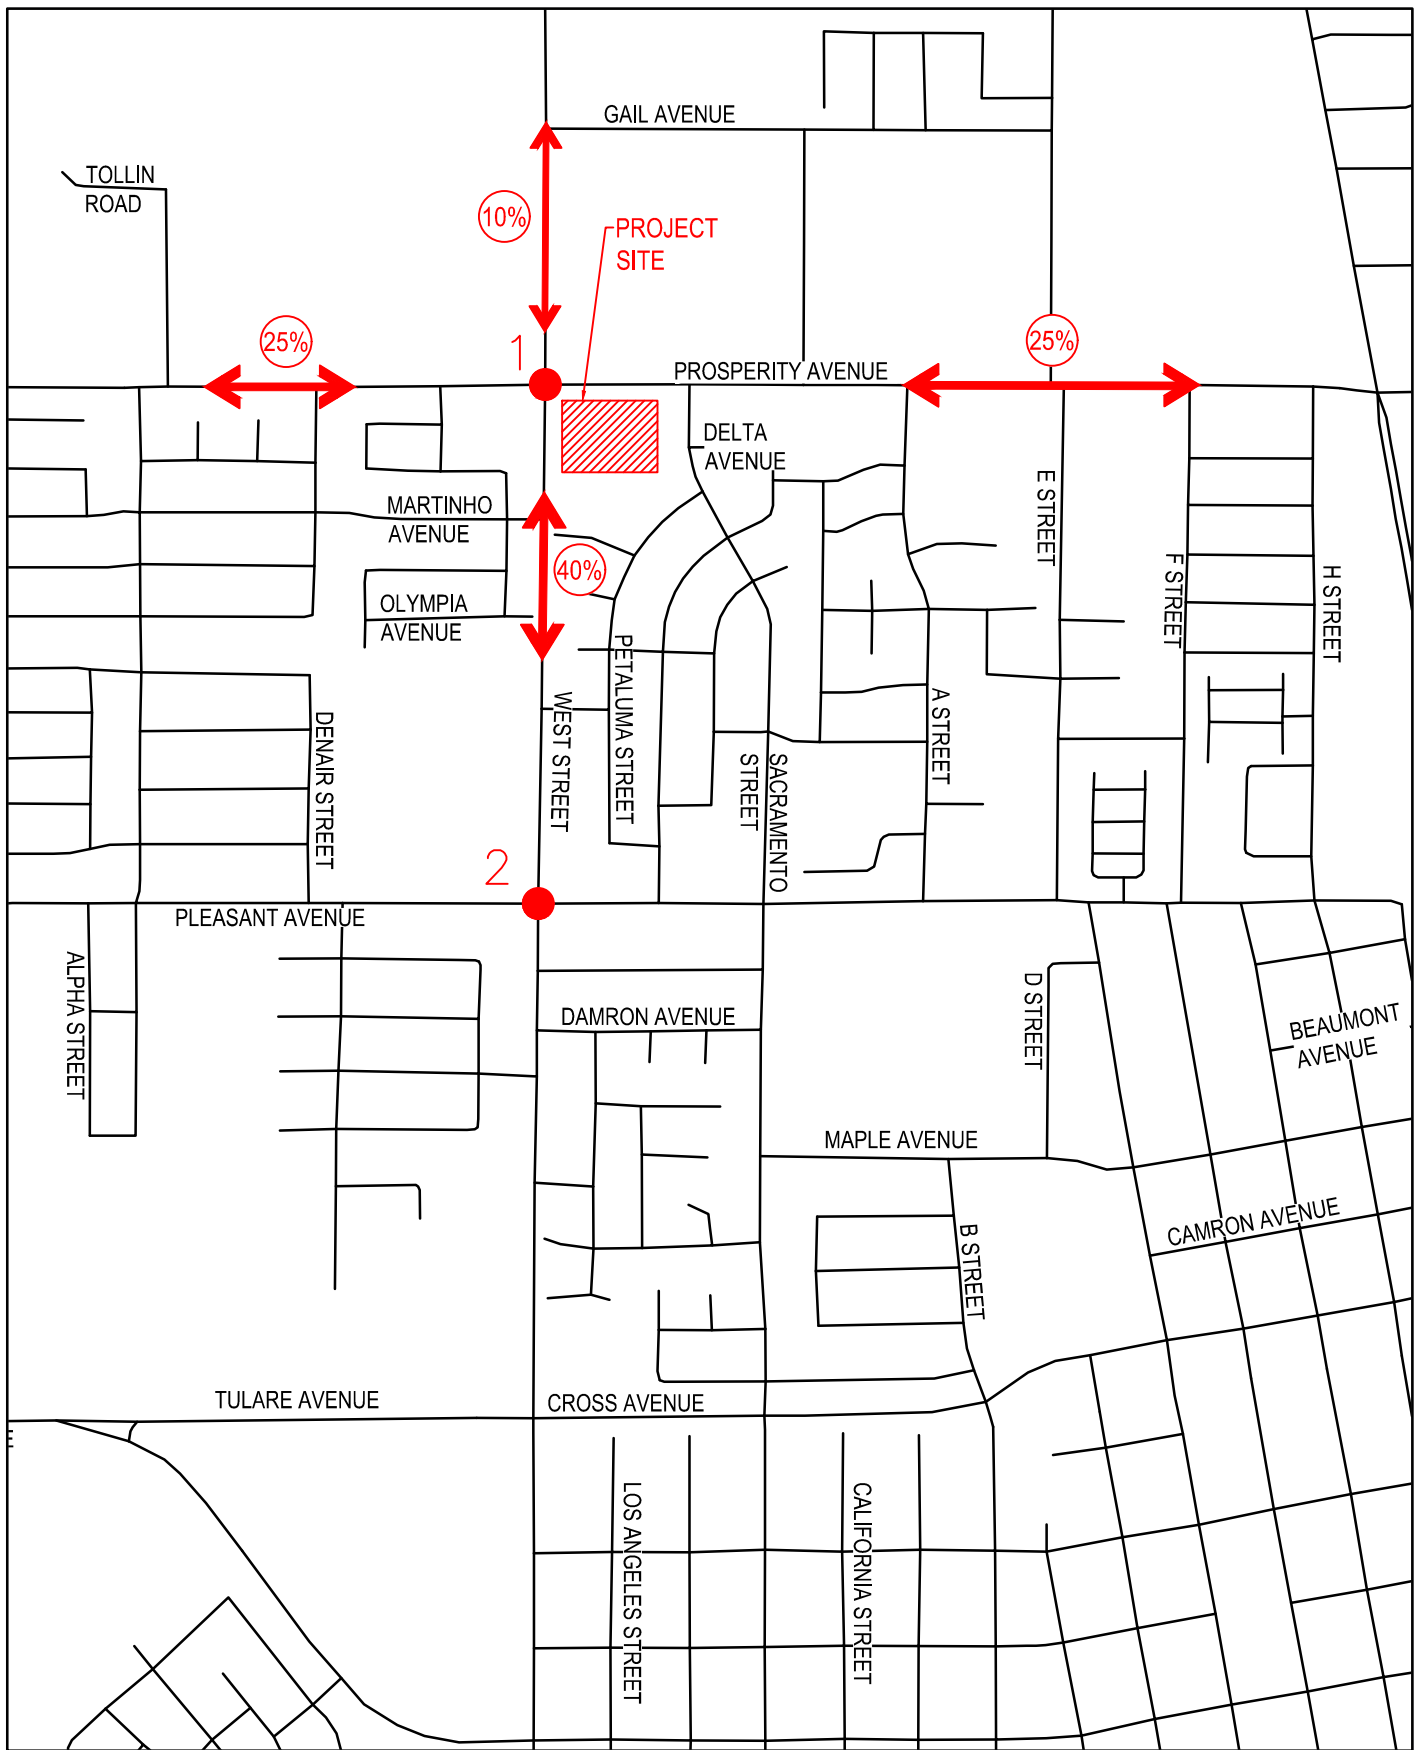 GAIL AVENUE
TOLLIN
ROAD
10%
PROJECT
SITE
25%
1
25%
PROSPERITY AVENUE
DELTA
AVENUE
MARTINHO
AVENUE
E STREET
40%
F STREET
H STREET
OLYMPIA
AVENUE
PETALUMA STREET
WEST STREET
A STREET
DENAIR STREET
SACRAMENTO
STREET
2
PLEASANT AVENUE
ALPHA STREET
D STREET
DAMRON AVENUE
BEAUMONT
AVENUE
MAPLE AVENUE
CAMRON AVENUE
B STREET
TULARE AVENUE
CROSS AVENUE
E
LOS ANGELES STREET
CALIFORNIA STREET